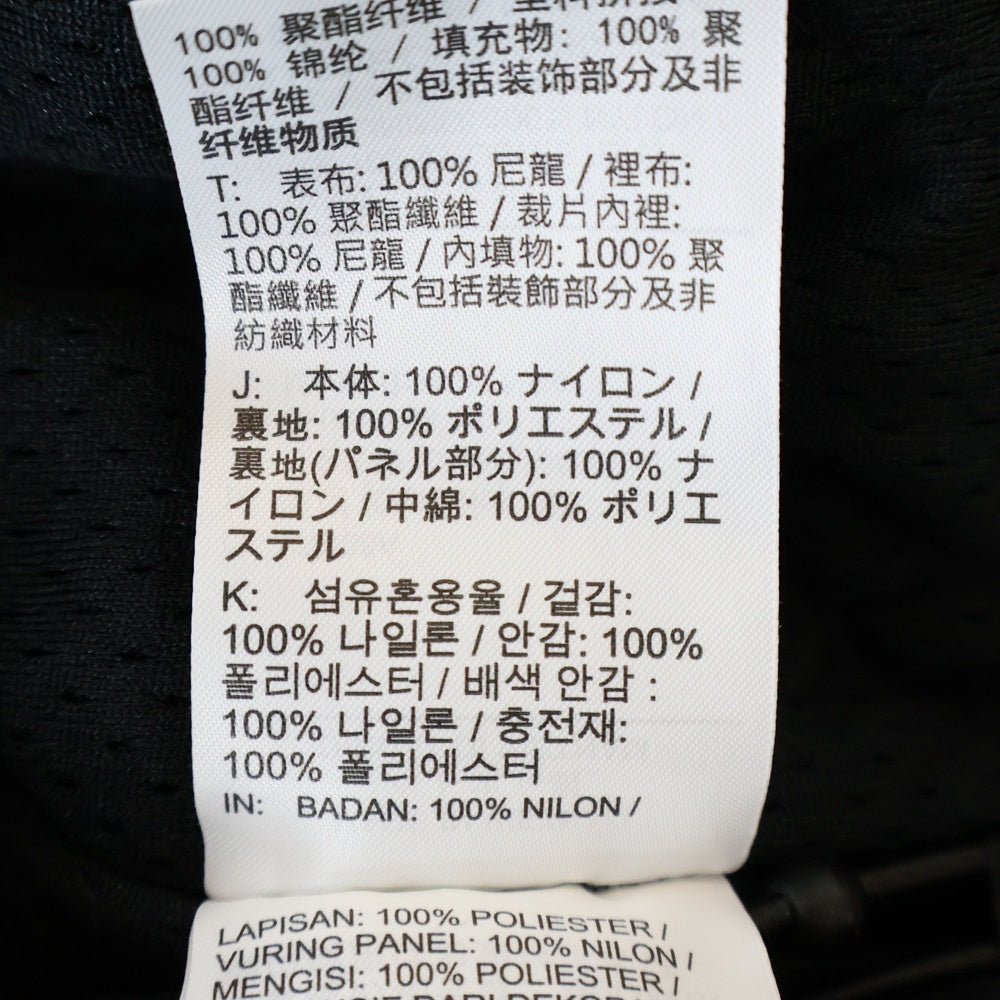 100% 聚酯纤维 /
100% 锦纶 / 填充物: 100% 聚
酯纤维 / 不包括装饰部分及非
纤维物质
T: 表布: 100% 尼龍 / 裡布:
100% 聚酯纖維 / 裁片內裡:
100% 尼龍 / 內填物: 100% 聚
酯纖維 / 不包括裝飾部分及非
紡織材料
J: 本体: 100% ナイロン /
裏地: 100% ポリエステル /
裏地(パネル部分): 100% ナ
イロン / 中綿: 100% ポリエ
ステル
K: 섬유혼용율 / 겉감:
100% 나일론 / 안감: 100%
폴리에스터 / 배색 안감 :
100% 나일론 / 충전재:
100% 폴리에스터
IN: BADAN: 100% NILON /
LAPISAN: 100% POLIESTER /
VURING PANEL: 100% NILON /
MENGISI: 100% POLIESTER /